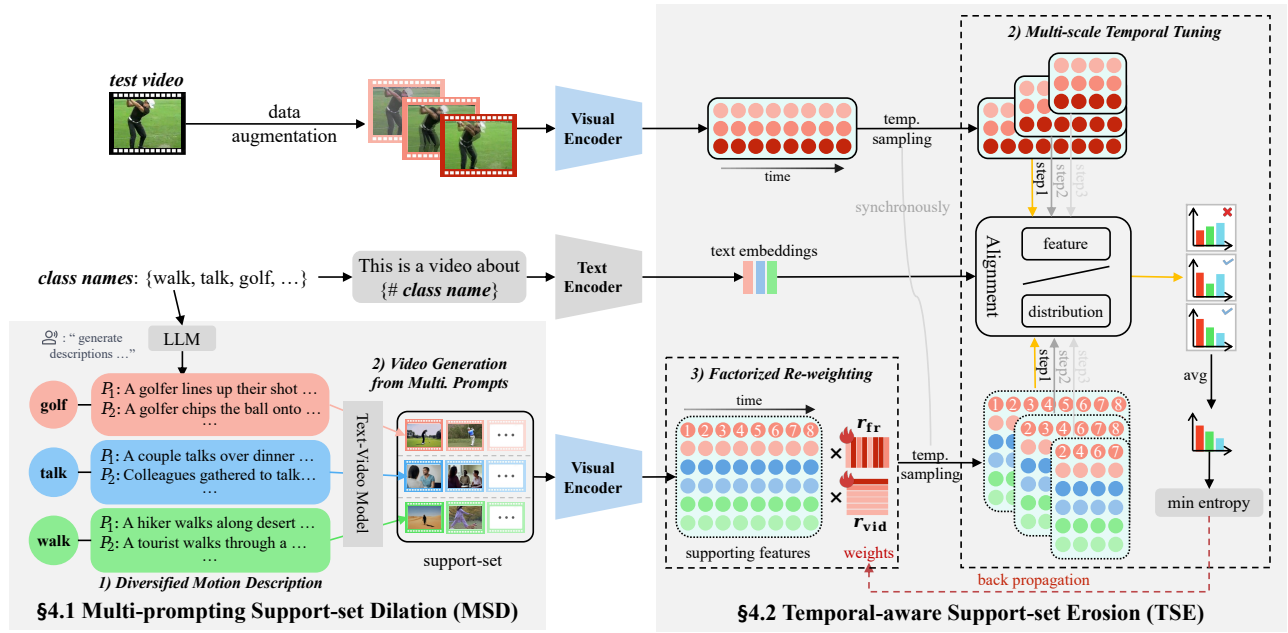 2) Multi-scale Temporal Tuning
test video
data
augmentation
Visual
Encoder
time
temp.
sampling
step1
step2
step3
synchronously
class names: {walk, talk, golf, …}
This is a video about
{# class name}
Text
Encoder
text embeddings
Alignment
feature
distribution
: “ generate
descriptions …”
LLM
2) Video Generation
from Multi. Prompts
golf
P1: A golfer lines up their shot …
P2: A golfer chips the ball onto …
…
talk
P1: A couple talks over dinner …
P2: Colleagues gathered to talk…
…
walk
P1: A hiker walks along desert …
P2: A tourist walks through a …
…
1) Diversified Motion Description
Text-Video Model
…
…
…
support-set
Visual
Encoder
3) Factorized Re-weighting
time
1 2 3 4 5 6 7 8
supporting features
× r_fr
× r_vid
weights
temp.
sampling
step1
step2
step3
1 2 3 4 5 6 7 8
2 3 4 6 7 8
2 4 6 7
avg
min entropy
back propagation
§4.1 Multi-prompting Support-set Dilation (MSD)
§4.2 Temporal-aware Support-set Erosion (TSE)